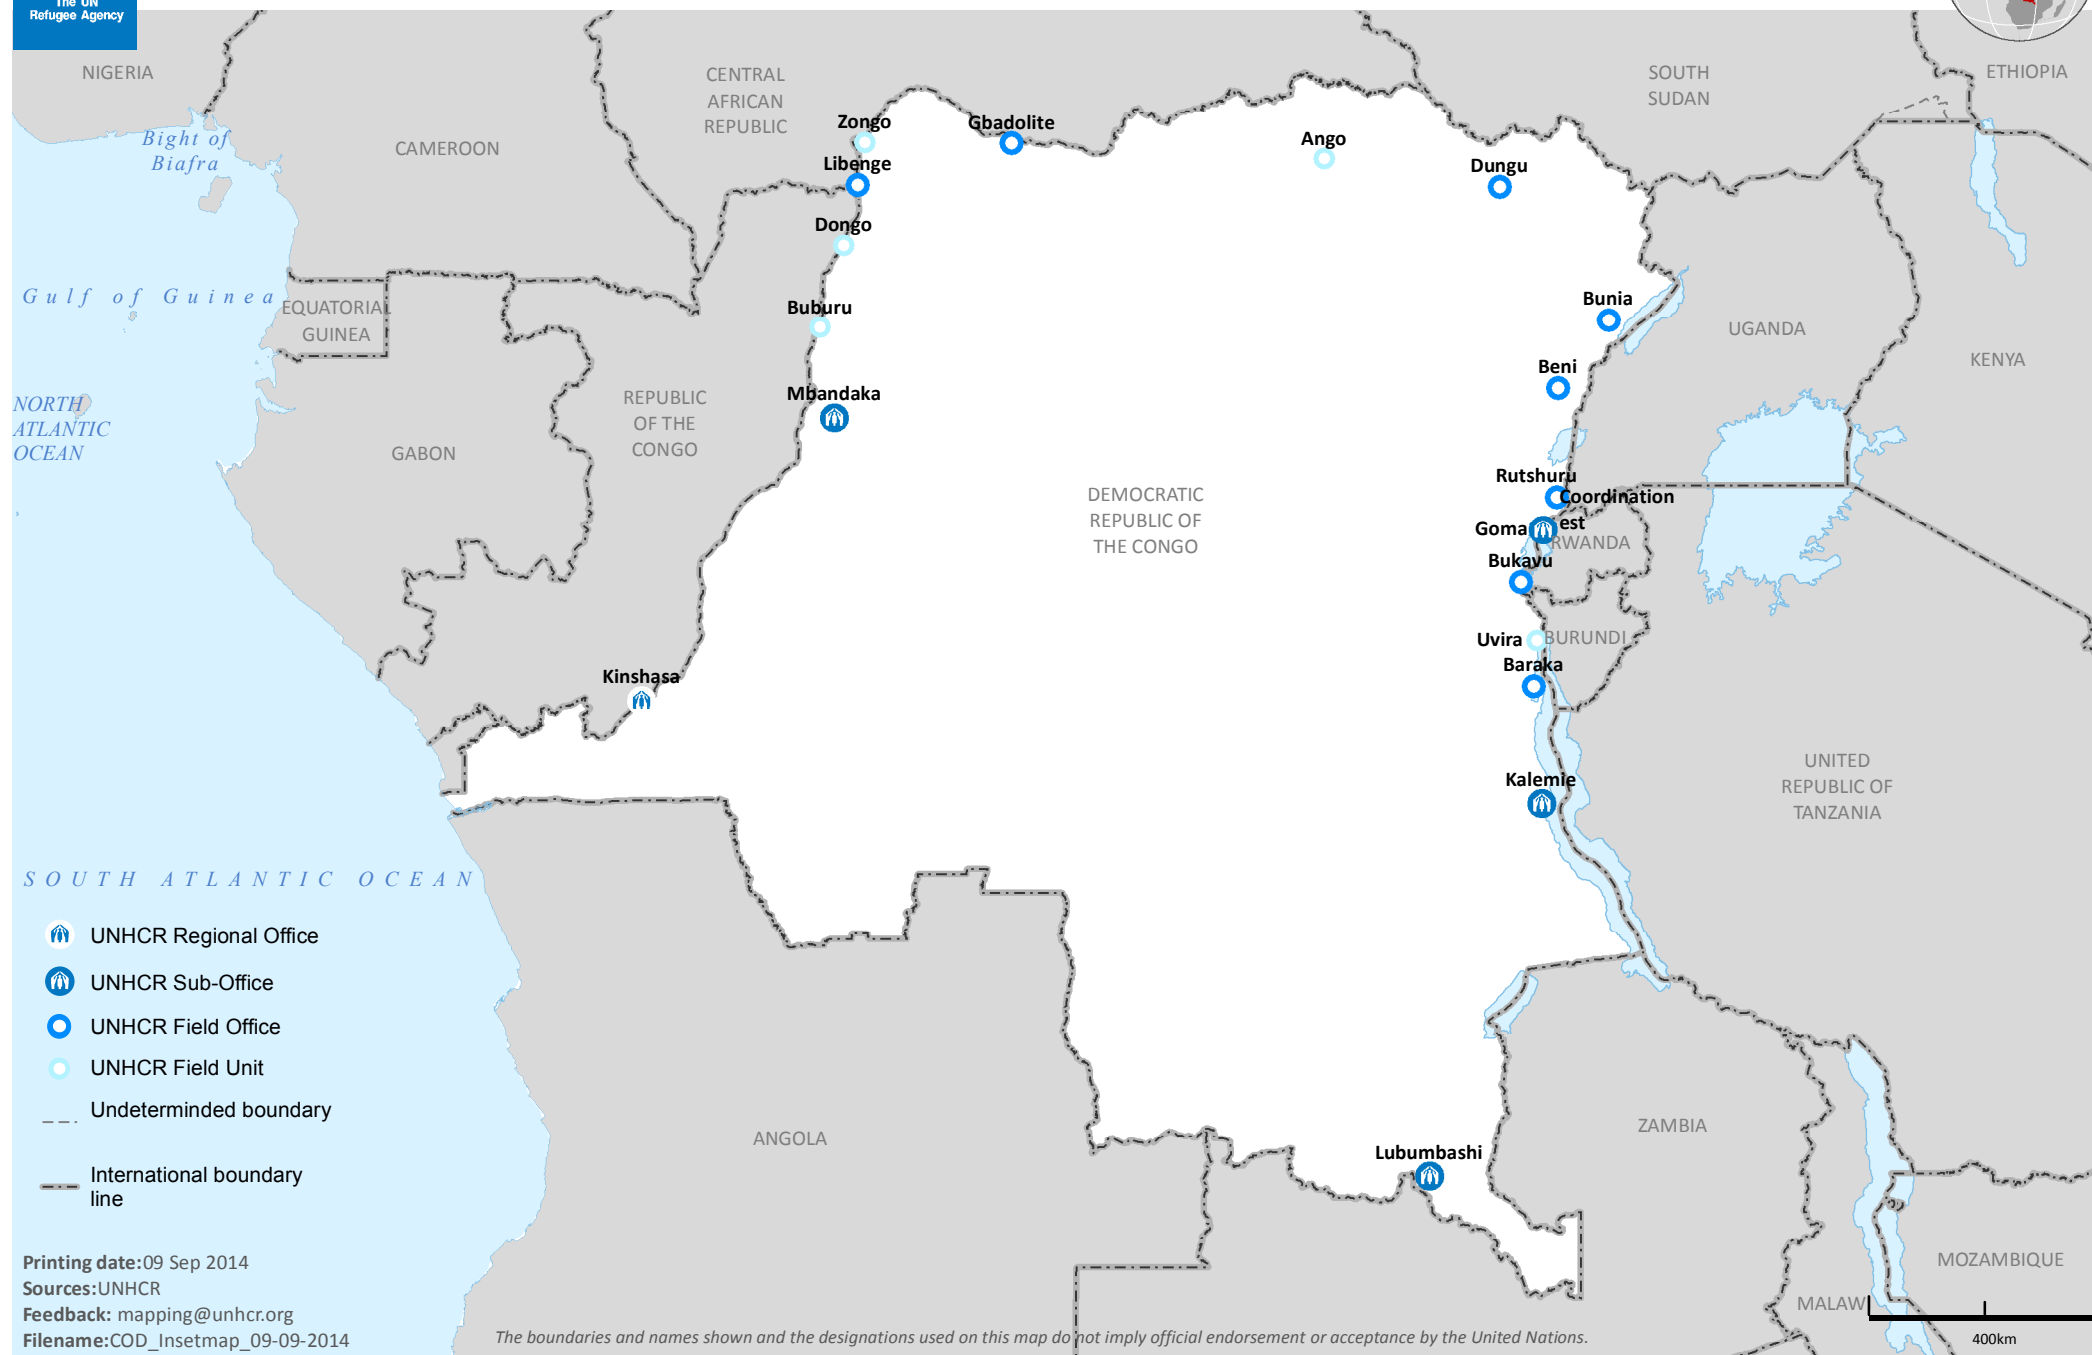 The UN
Refugee Agency
NIGERIA
CENTRAL
AFRICAN
REPUBLIC
SOUTH
SUDAN
ETHIOPIA
Bight of
Biafra
CAMEROON
Zongo
Gbadolite
Ango
Libenge
Dungu
Dongo
Gulf of Guinea
EQUATORIAL
GUINEA
Buburu
Bunia
UGANDA
KENYA
Beni
NORTH
ATLANTIC
OCEAN
Mbandaka
REPUBLIC
OF THE
CONGO
GABON
DEMOCRATIC
REPUBLIC OF
THE CONGO
Rutshuru
Coordination
est
Goma
RWANDA
Bukavu
Uvira
BURUNDI
Baraka
Kinshasa
Kalemie
UNITED
REPUBLIC OF
TANZANIA
SOUTH ATLANTIC OCEAN
UNHCR Regional Office
UNHCR Sub-Office
UNHCR Field Office
UNHCR Field Unit
Undeterminded boundary
International boundary
line
ANGOLA
Lubumbashi
ZAMBIA
MOZAMBIQUE
MALAW
400km
Printing date:09 Sep 2014
Sources:UNHCR
Feedback: mapping@unhcr.org
Filename:COD_Insetmap_09-09-2014
The boundaries and names shown and the designations used on this map do not imply official endorsement or acceptance by the United Nations.